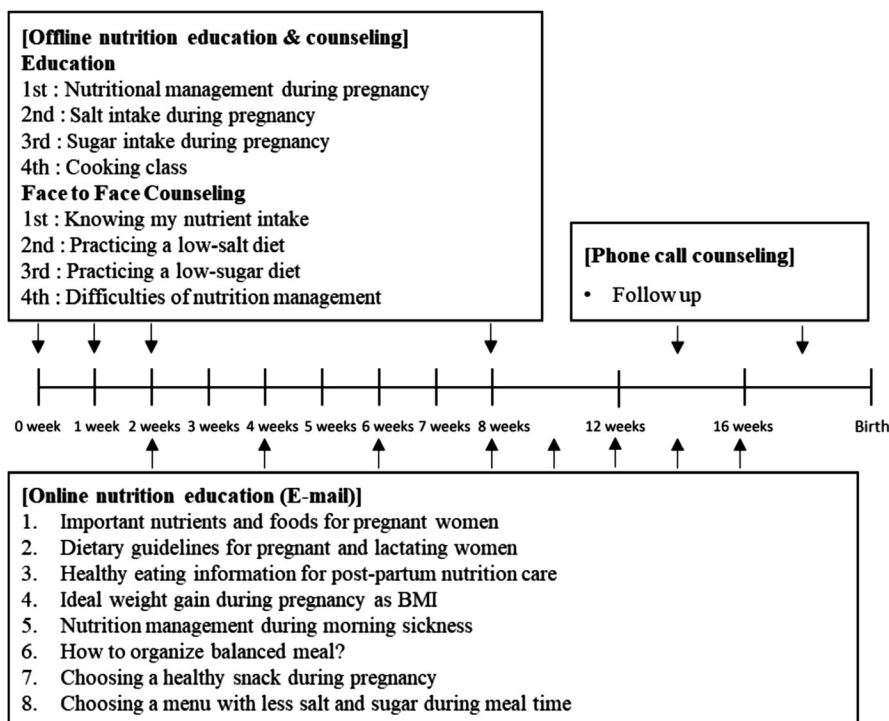 [Offline nutrition education & counseling]
Education
1st : Nutritional management during pregnancy
2nd : Salt intake during pregnancy
3rd : Sugar intake during pregnancy
4th : Cooking class
Face to Face Counseling
1st : Knowing my nutrient intake
2nd : Practicing a low-salt diet
3rd : Practicing a low-sugar diet
4th : Difficulties of nutrition management
[Phone call counseling]
• Follow up
0 week 1 week 2 weeks 3 weeks 4 weeks 5 weeks 6 weeks 7 weeks 8 weeks 12 weeks 16 weeks Birth
[Online nutrition education (E-mail)]
1. Important nutrients and foods for pregnant women
2. Dietary guidelines for pregnant and lactating women
3. Healthy eating information for post-partum nutrition care
4. Ideal weight gain during pregnancy as BMI
5. Nutrition management during morning sickness
6. How to organize balanced meal?
7. Choosing a healthy snack during pregnancy
8. Choosing a menu with less salt and sugar during meal time